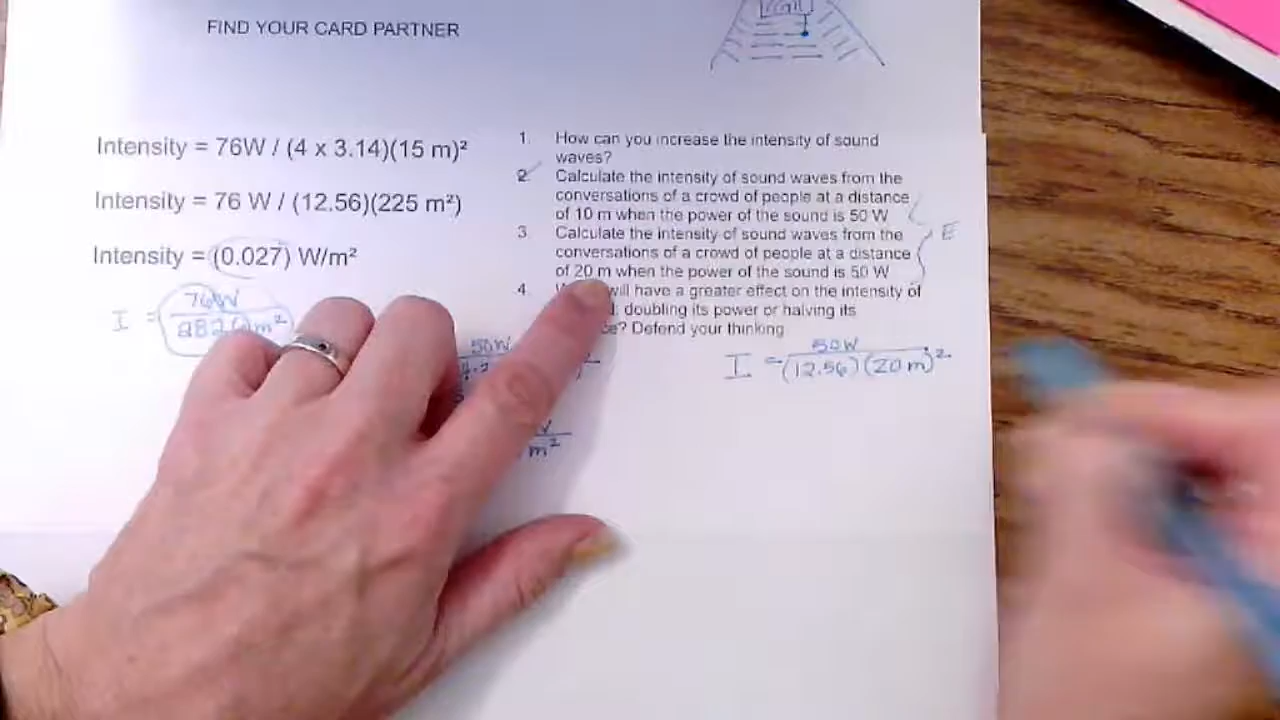 FIND YOUR CARD PARTNER
Intensity = 76W / (4 x 3.14)(15 m)²
Intensity = 76 W / (12.56)(225 m²)
Intensity = (0.027) W/m²
I = 76W
m²
1. How can you increase the intensity of sound
waves?
2. Calculate the intensity of sound waves from the
conversations of a crowd of people at a distance
of 10 m when the power of the sound is 50 W
3. Calculate the intensity of sound waves from the
conversations of a crowd of people at a distance
of 20 m when the power of the sound is 50 W
E
4. will have a greater effect on the intensity of
doubling its power or halving its
? Defend your thinking
50W
m²
I = 50W
(12.56)(20m)²